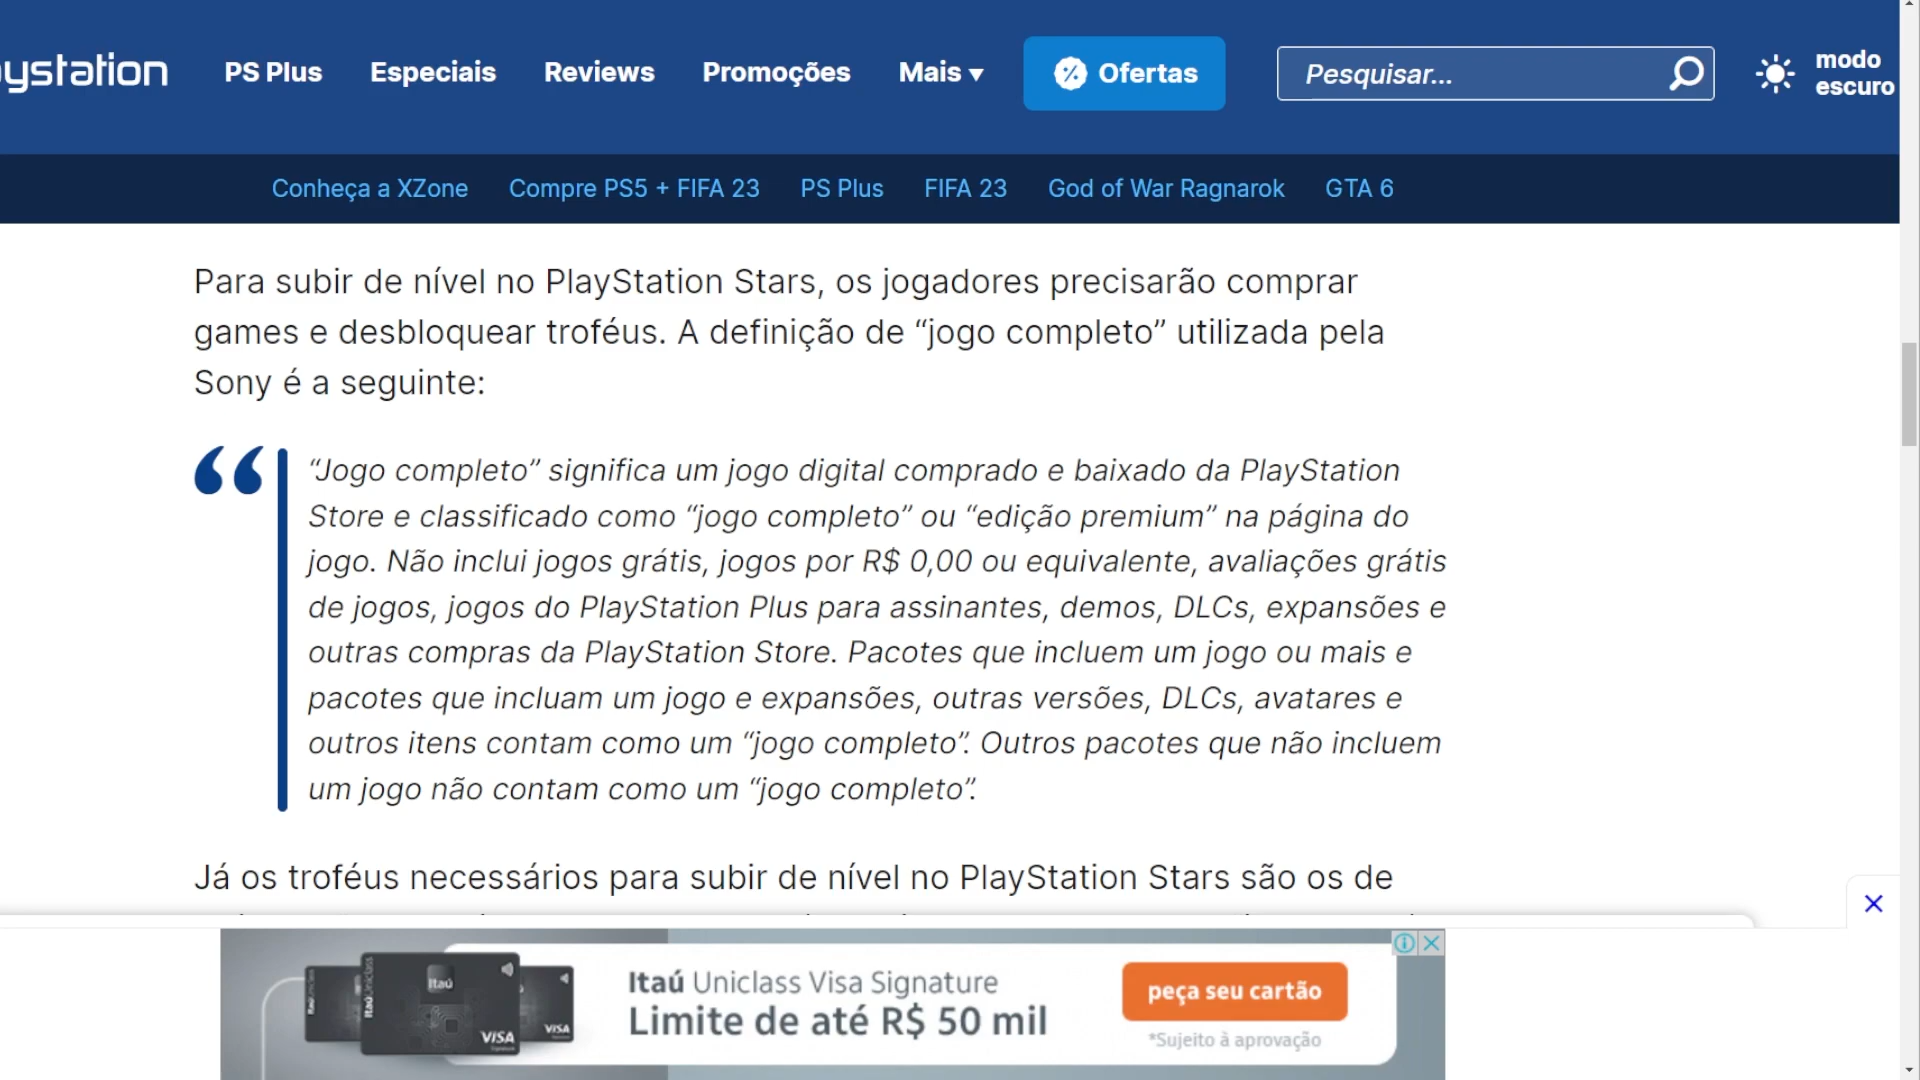 ystation
PS Plus
Especiais
Reviews
Promoções
Mais
Ofertas
Pesquisar...
modo
escuro
Conheça a XZone
Compre PS5 + FIFA 23
PS Plus
FIFA 23
God of War Ragnarok
GTA 6
Para subir de nível no PlayStation Stars, os jogadores precisarão comprar
games e desbloquear troféus. A definição de “jogo completo” utilizada pela
Sony é a seguinte:
“Jogo completo” significa um jogo digital comprado e baixado da PlayStation
Store e classificado como “jogo completo” ou “edição premium” na página do
jogo. Não inclui jogos grátis, jogos por R$ 0,00 ou equivalente, avaliações grátis
de jogos, jogos do PlayStation Plus para assinantes, demos, DLCs, expansões e
outras compras da PlayStation Store. Pacotes que incluem um jogo ou mais e
pacotes que incluam um jogo e expansões, outras versões, DLCs, avatares e
outros itens contam como um “jogo completo”. Outros pacotes que não incluem
um jogo não contam como um “jogo completo”.
Já os troféus necessários para subir de nível no PlayStation Stars são os de
Itaú Uniclass Visa Signature
Limite de até R$ 50 mil
peça seu cartão
*Sujeito à aprovação
Itaú
VISA
VISA